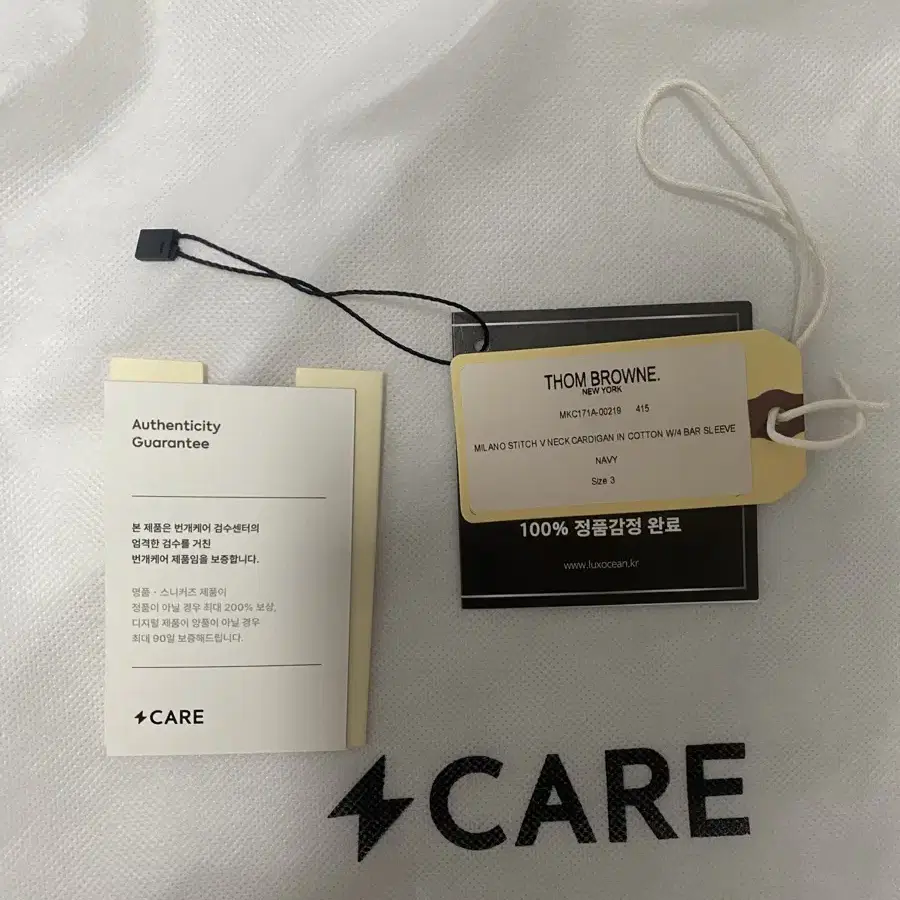 Authenticity
Guarantee
본 제품은 번개케어 검수센터의
엄격한 검수를 거친
번개케어 제품임을 보증합니다.
명품・스니커즈 제품이
정품이 아닐 경우 최대 200% 보상,
디지털 제품이 양품이 아닐 경우
최대 90일 보증해드립니다.
CARE
THOM BROWNE.
NEW YORK
MKC171A-00219 415
MILANO STITCH V NECK CARDIGAN IN COTTON W/4 BAR SLEEVE
NAVY
Size 3
100% 정품감정 완료
www.luxocean.kr
CARE